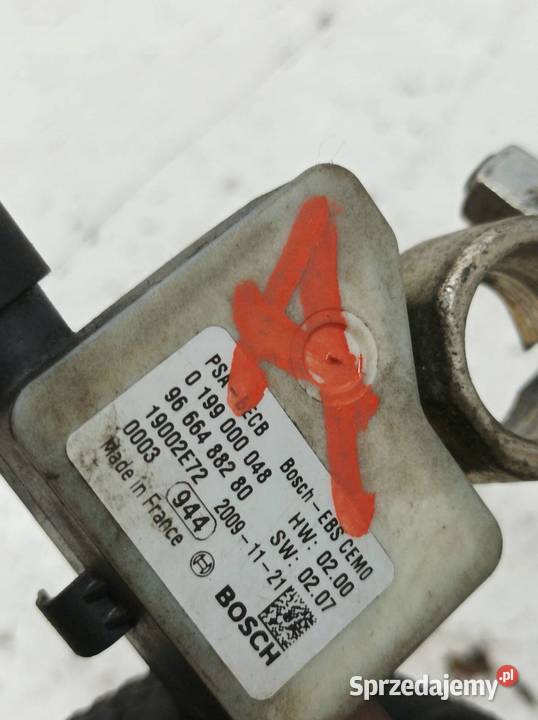 Bosch-EBS CEMO
0 199 000 048 HW: 02.00
96 664 882 80 SW: 02.07
19002E72 2009-11-21
0003 944
Made in France BOSCH
Sprzedajemy.pl